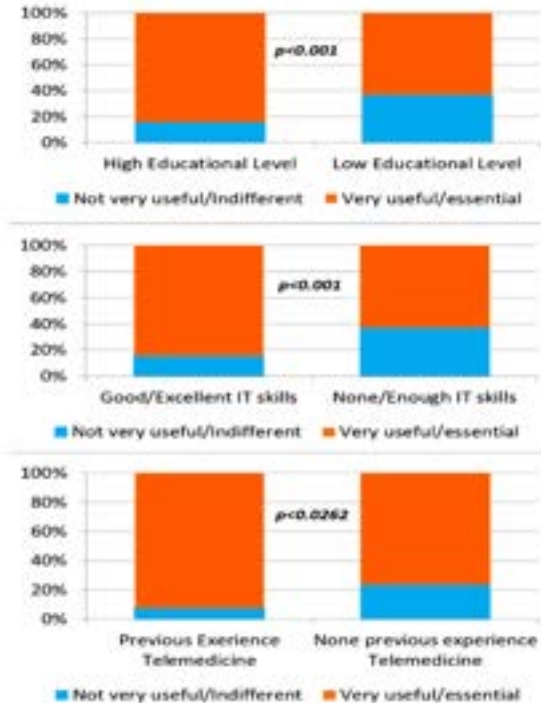 100%
80%
60%
40%
20%
0%
p<0.001
High Educational Level Low Educational Level
Not very useful/Indifferent Very useful/essential
100%
80%
60%
40%
20%
0%
p<0.001
Good/Excellent IT skills None/Enough IT skills
Not very useful/Indifferent Very useful/essential
100%
80%
60%
40%
20%
0%
p<0.0262
Previous Exerience None previous experience
Telemedicine Telemedicine
Not very useful/Indifferent Very useful/essential